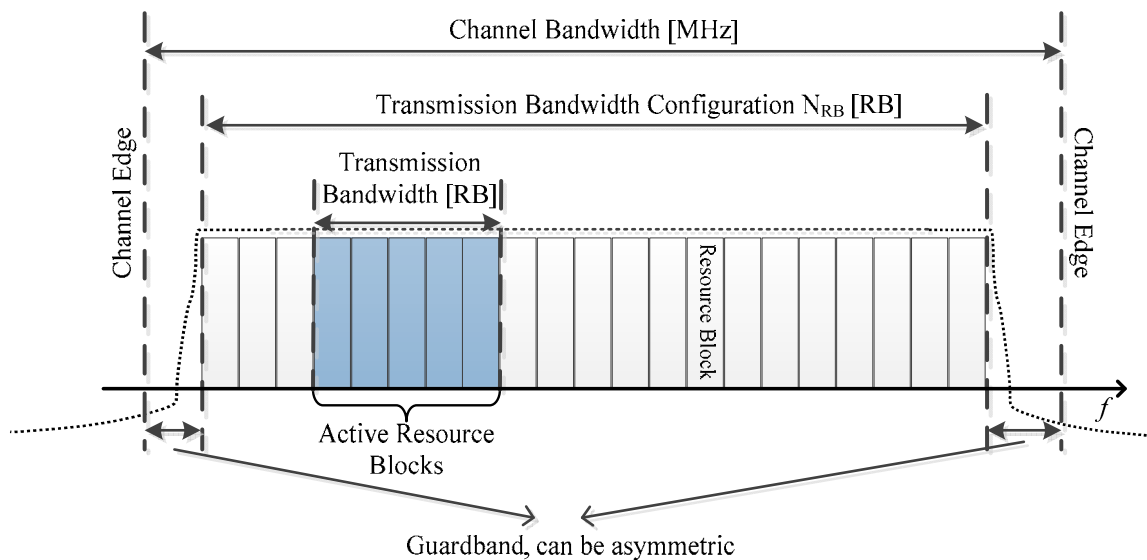 Channel Bandwidth [MHz]
Transmission Bandwidth Configuration NRB [RB]
Transmission
Bandwidth [RB]
Channel Edge
Channel Edge
Resource Block
f
Active Resource
Blocks
Guardband, can be asymmetric